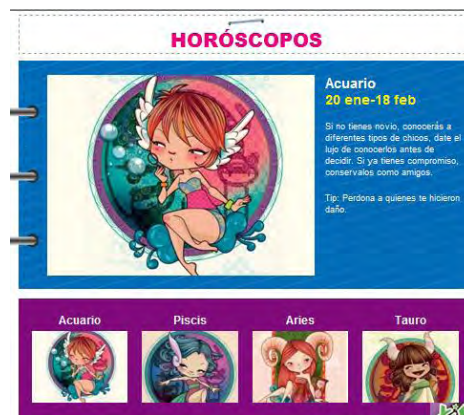 HORÓSCOPOS
Acuario
20 ene-18 feb
Si no tienes novio, conocerás a
diferentes tipos de chicos, date el
lujo de conocerlos antes de
decidir. Si ya tienes compromiso,
conservalos como amigos.
Tip: Perdona a quienes te hicieron
daño.
Acuario
Piscis
Aries
Tauro